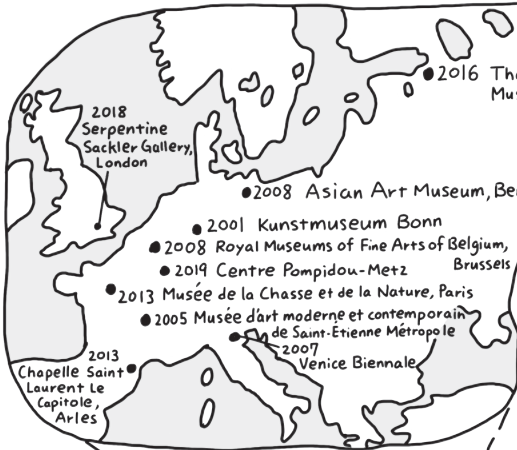 2016 The
Mus
2018
Serpentine
Sackler Gallery,
London
2008 Asian Art Museum, Be
2001 Kunstmuseum Bonn
2008 Royal Museums of Fine Arts of Belgium,
Brussels
2019 Centre Pompidou-Metz
2013 Musée de la Chasse et de la Nature, Paris
2005 Musée d'art moderne et contemporain
de Saint-Etienne Métropole
2007
Venice Biennale
2013
Chapelle Saint
Laurent Le
Capitole,
Arles